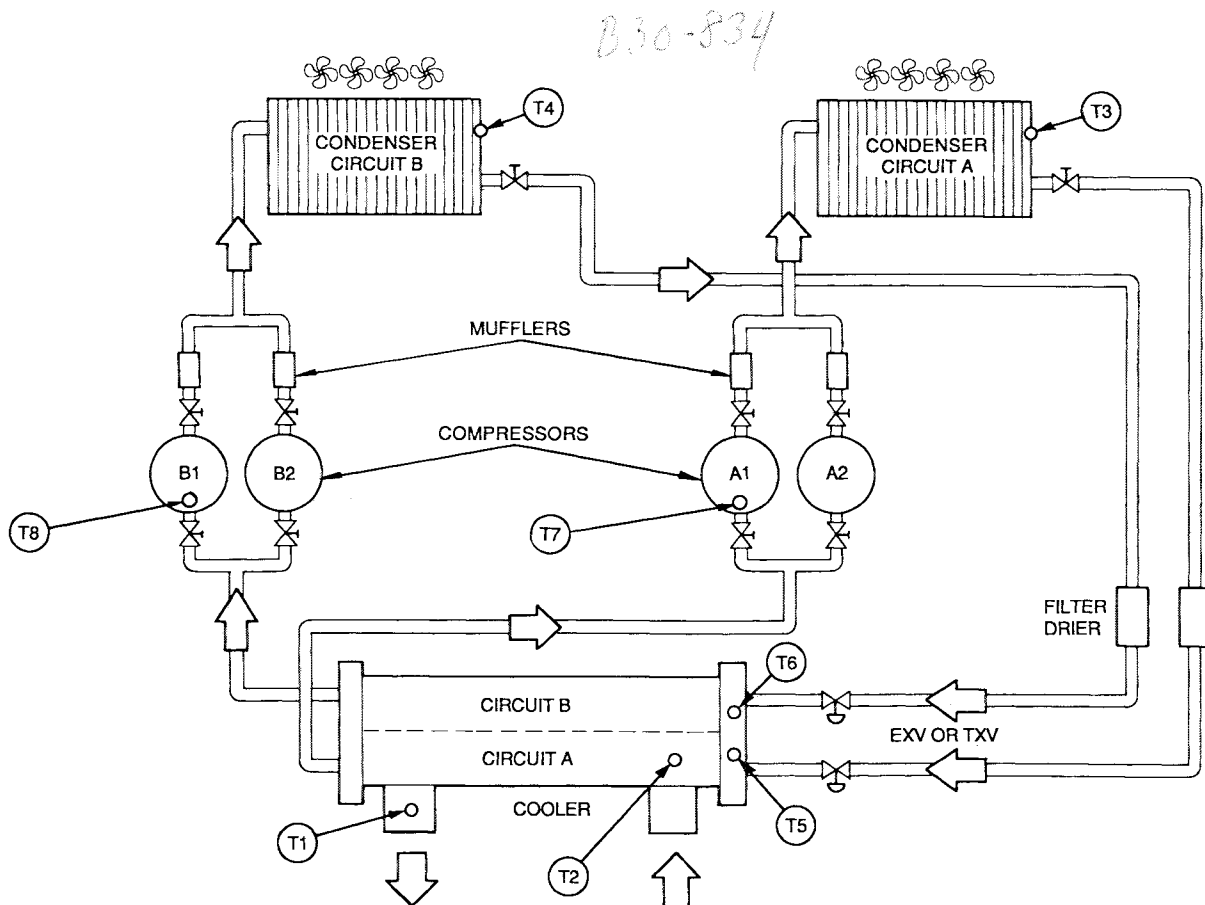 B30-834
T4
T3
CONDENSER
CIRCUIT B
CONDENSER
CIRCUIT A
MUFFLERS
COMPRESSORS
B1
B2
A1
A2
T8
T7
FILTER
DRIER
T6
CIRCUIT B
EXV OR TXV
CIRCUIT A
COOLER
T1
T2
T5